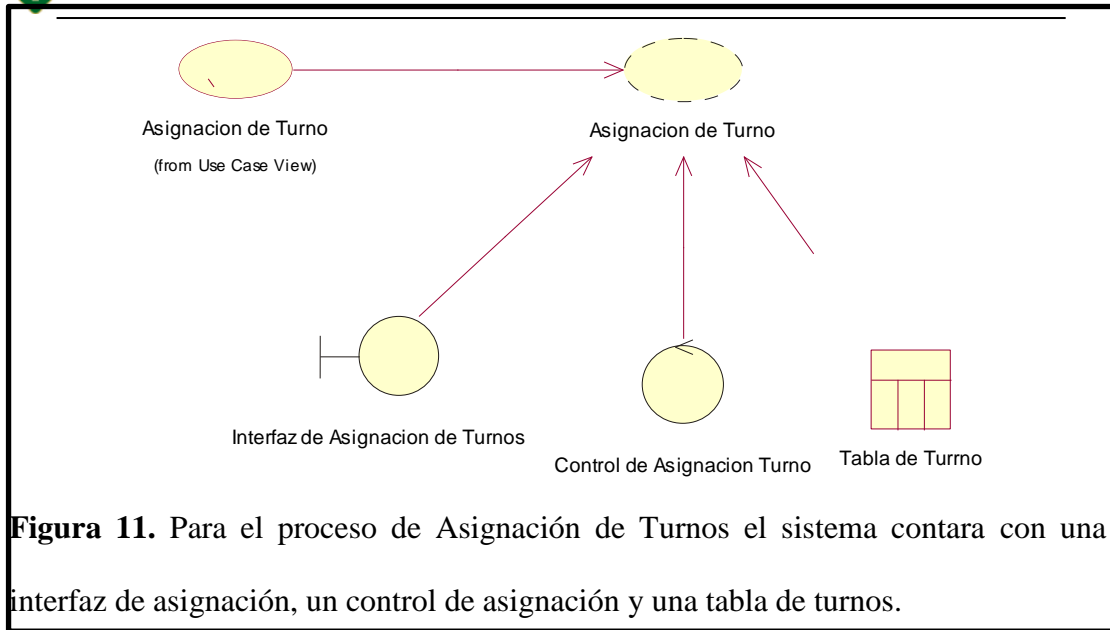 Asignacion de Turno
(from Use Case View)
Asignacion de Turno
Interfaz de Asignacion de Turnos
Control de Asignacion Turno
Tabla de Turrno
Figura 11. Para el proceso de Asignación de Turnos el sistema contara con una
interfaz de asignación, un control de asignación y una tabla de turnos.